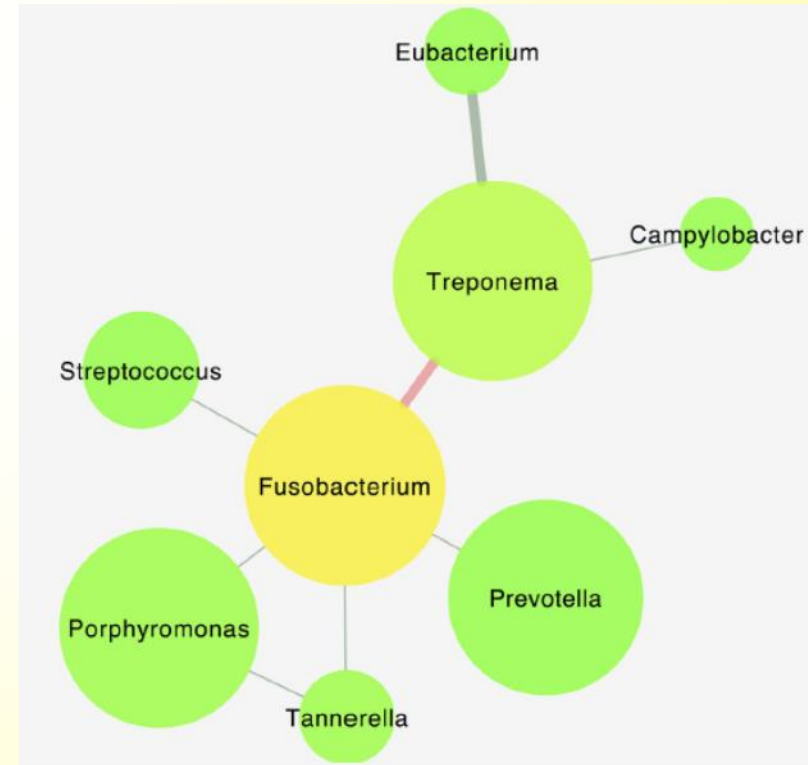 Eubacterium
Campylobacter
Treponema
Streptococcus
Fusobacterium
Prevotella
Porphyromonas
Tannerella